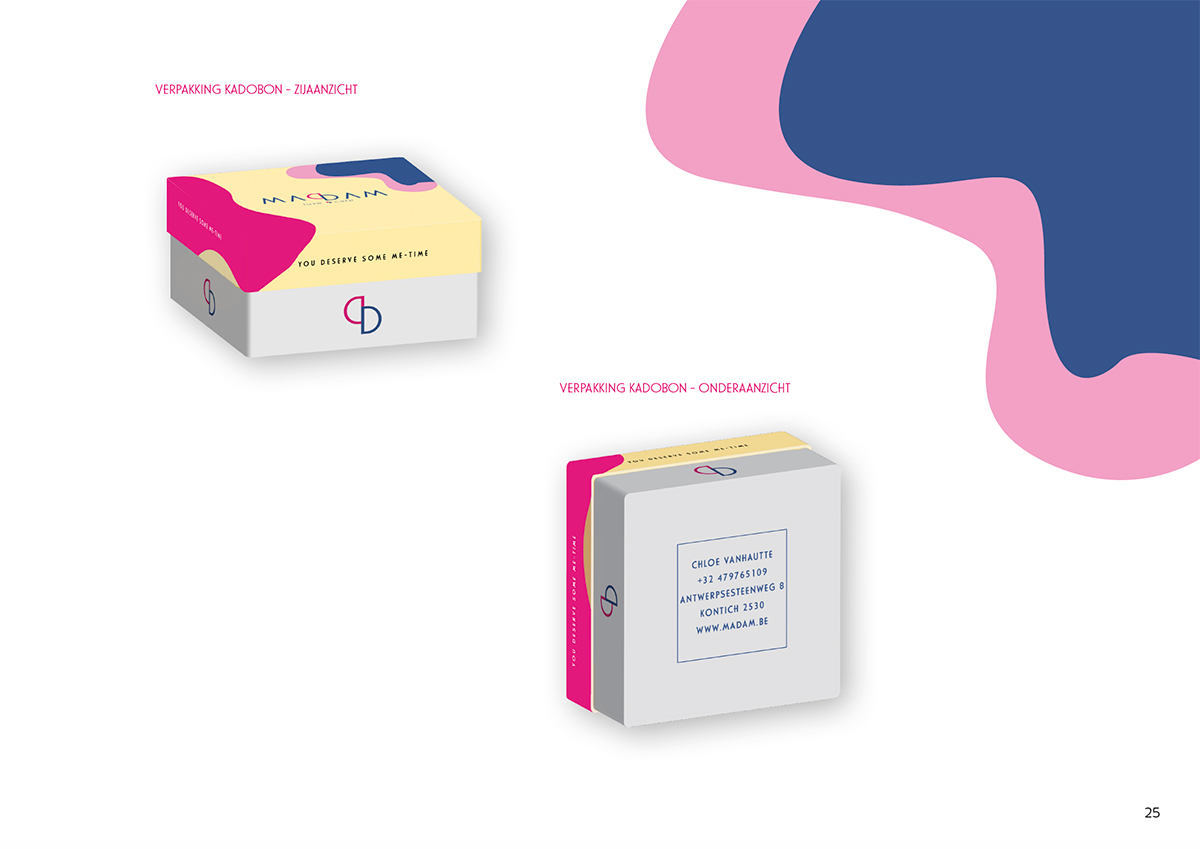 VERPAKKING KADOBON - ZIJAANZICHT
MADAM
YOU DESERVE SOME ME-TIME
YOU DESERVE SOME ME-TIME
VERPAKKING KADOBON - ONDERAANZICHT
YOU DESERVE SOME ME-TIME
YOU DESERVE SOME ME-TIME
CHLOE VANHAUTTE
+32 479765109
ANTWERPSESTEENWEG 8
KONTICH 2530
WWW.MADAM.BE
25